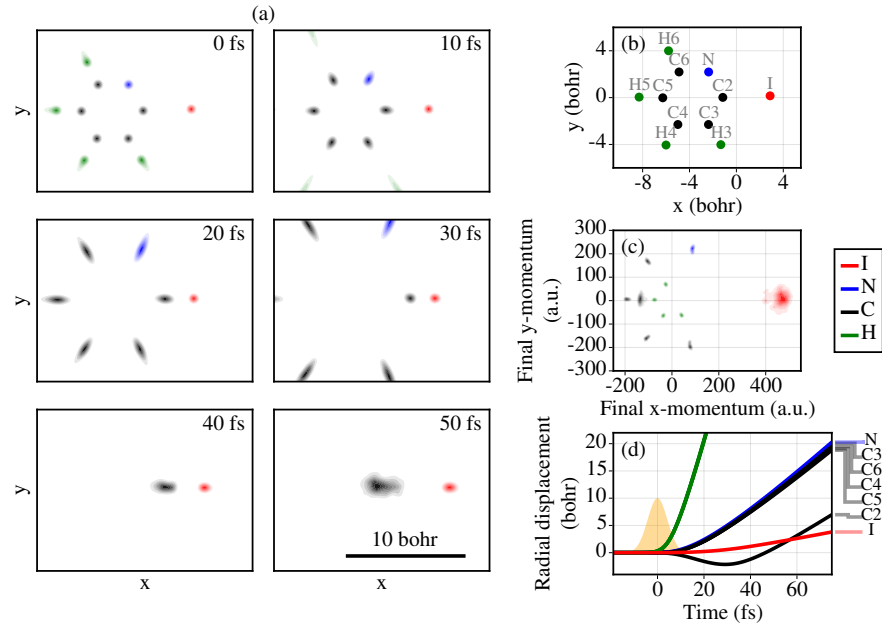 (a)
0 fs
10 fs
y
20 fs
30 fs
y
40 fs
50 fs
y
10 bohr
x
x
(b)
H6
C6
N
H5
C5
C2
I
C4
C3
H4
H3
4
0
-4
-8
-4
0
4
y (bohr)
x (bohr)
(c)
300
200
100
0
-100
-200
-300
-200
0
200
400
Final y-momentum
(a.u.)
Final x-momentum (a.u.)
I
N
C
H
(d)
20
15
10
5
0
0
20
40
60
Radial displacement
(bohr)
Time (fs)
N
C3
C6
C4
C5
C2
I